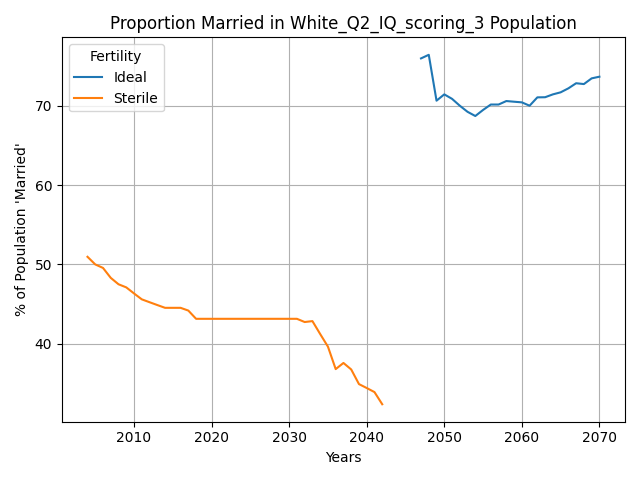 Proportion Married in White_Q2_IQ_scoring_3 Population
Fertility
Ideal
Sterile
% of Population 'Married'
70
60
50
40
2010 2020 2030 2040 2050 2060 2070
Years